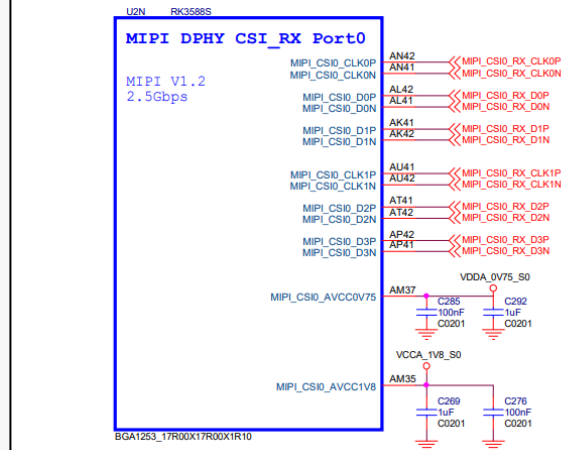 U2N RK3588S
MIPI DPHY CSI_RX Port0
MIPI V1.2
2.5Gbps
MIPI_CSI0_CLK0P AN42 MIPI_CSI0_RX_CLK0P
MIPI_CSI0_CLK0N AN41 MIPI_CSI0_RX_CLK0N
MIPI_CSI0_D0P AL42 MIPI_CSI0_RX_D0P
MIPI_CSI0_D0N AL41 MIPI_CSI0_RX_D0N
MIPI_CSI0_D1P AK41 MIPI_CSI0_RX_D1P
MIPI_CSI0_D1N AK42 MIPI_CSI0_RX_D1N
MIPI_CSI0_CLK1P AU41 MIPI_CSI0_RX_CLK1P
MIPI_CSI0_CLK1N AU42 MIPI_CSI0_RX_CLK1N
MIPI_CSI0_D2P AT41 MIPI_CSI0_RX_D2P
MIPI_CSI0_D2N AT42 MIPI_CSI0_RX_D2N
MIPI_CSI0_D3P AP42 MIPI_CSI0_RX_D3P
MIPI_CSI0_D3N AP41 MIPI_CSI0_RX_D3N
VDDA_0V75_S0
MIPI_CSI0_AVCC0V75 AM37
C285 C292
100nF 1uF
C0201 C0201
VCCA_1V8_S0
MIPI_CSI0_AVCC1V8 AM35
C269 C276
1uF 100nF
C0201 C0201
BGA1253_17R00X17R00X1R10